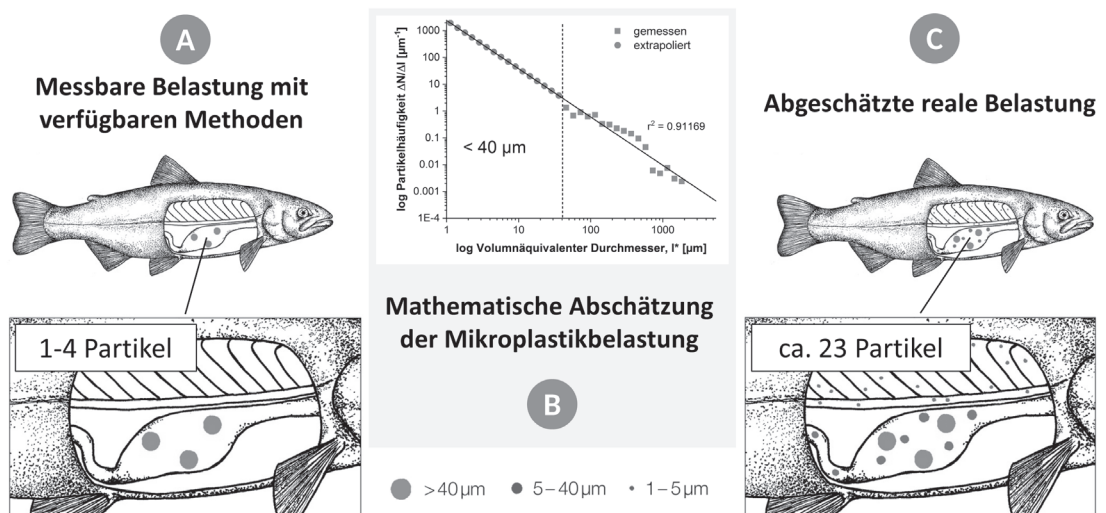 A
Messbare Belastung mit
verfügbaren Methoden
1-4 Partikel
log Partikelhäufigkeit ΔN/Δl [µm⁻¹]
1000
100
10
1
0.1
0.01
0.001
1E-4
gemessen
extrapoliert
r² = 0.91169
< 40 µm
1
10
100
1000
log Volumnäquivalenter Durchmesser, l* [µm]
Mathematische Abschätzung
der Mikroplastikbelastung
B
>40µm 5–40µm 1–5µm
C
Abgeschätzte reale Belastung
ca. 23 Partikel